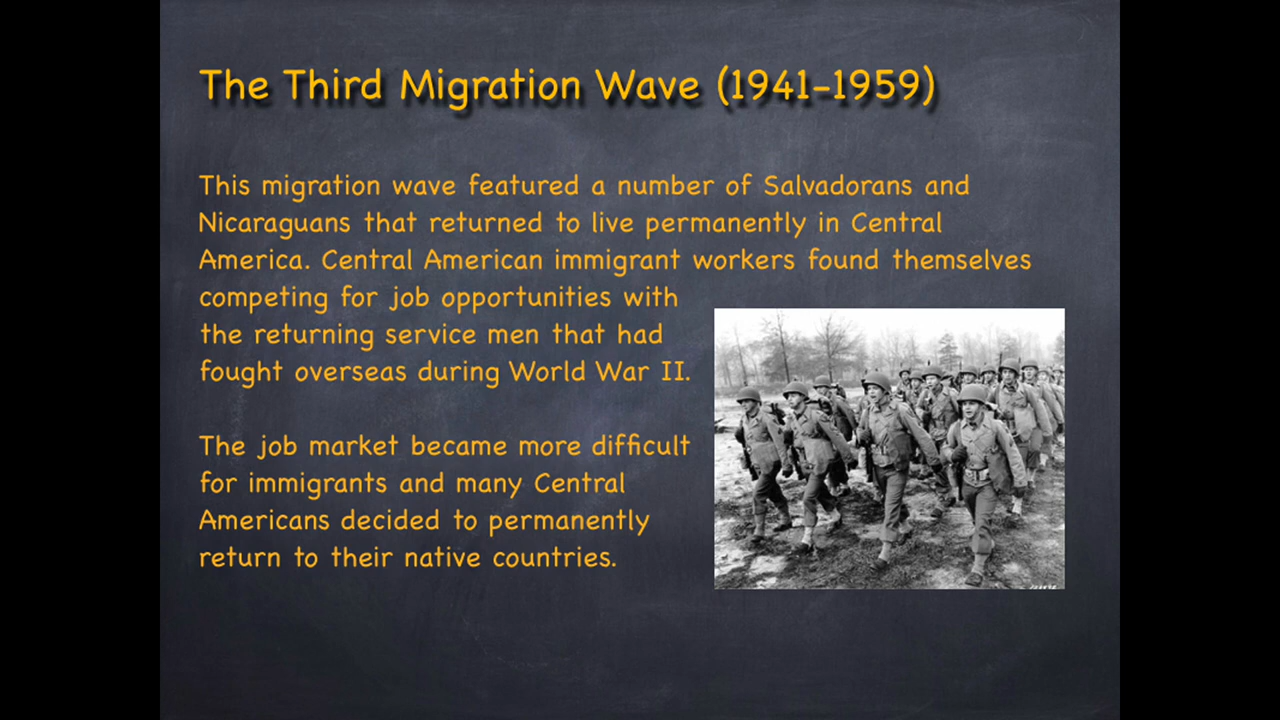 The Third Migration Wave (1941-1959)
This migration wave featured a number of Salvadorans and
Nicaraguans that returned to live permanently in Central
America. Central American immigrant workers found themselves
competing for job opportunities with
the returning service men that had
fought overseas during World War II.
The job market became more difficult
for immigrants and many Central
Americans decided to permanently
return to their native countries.